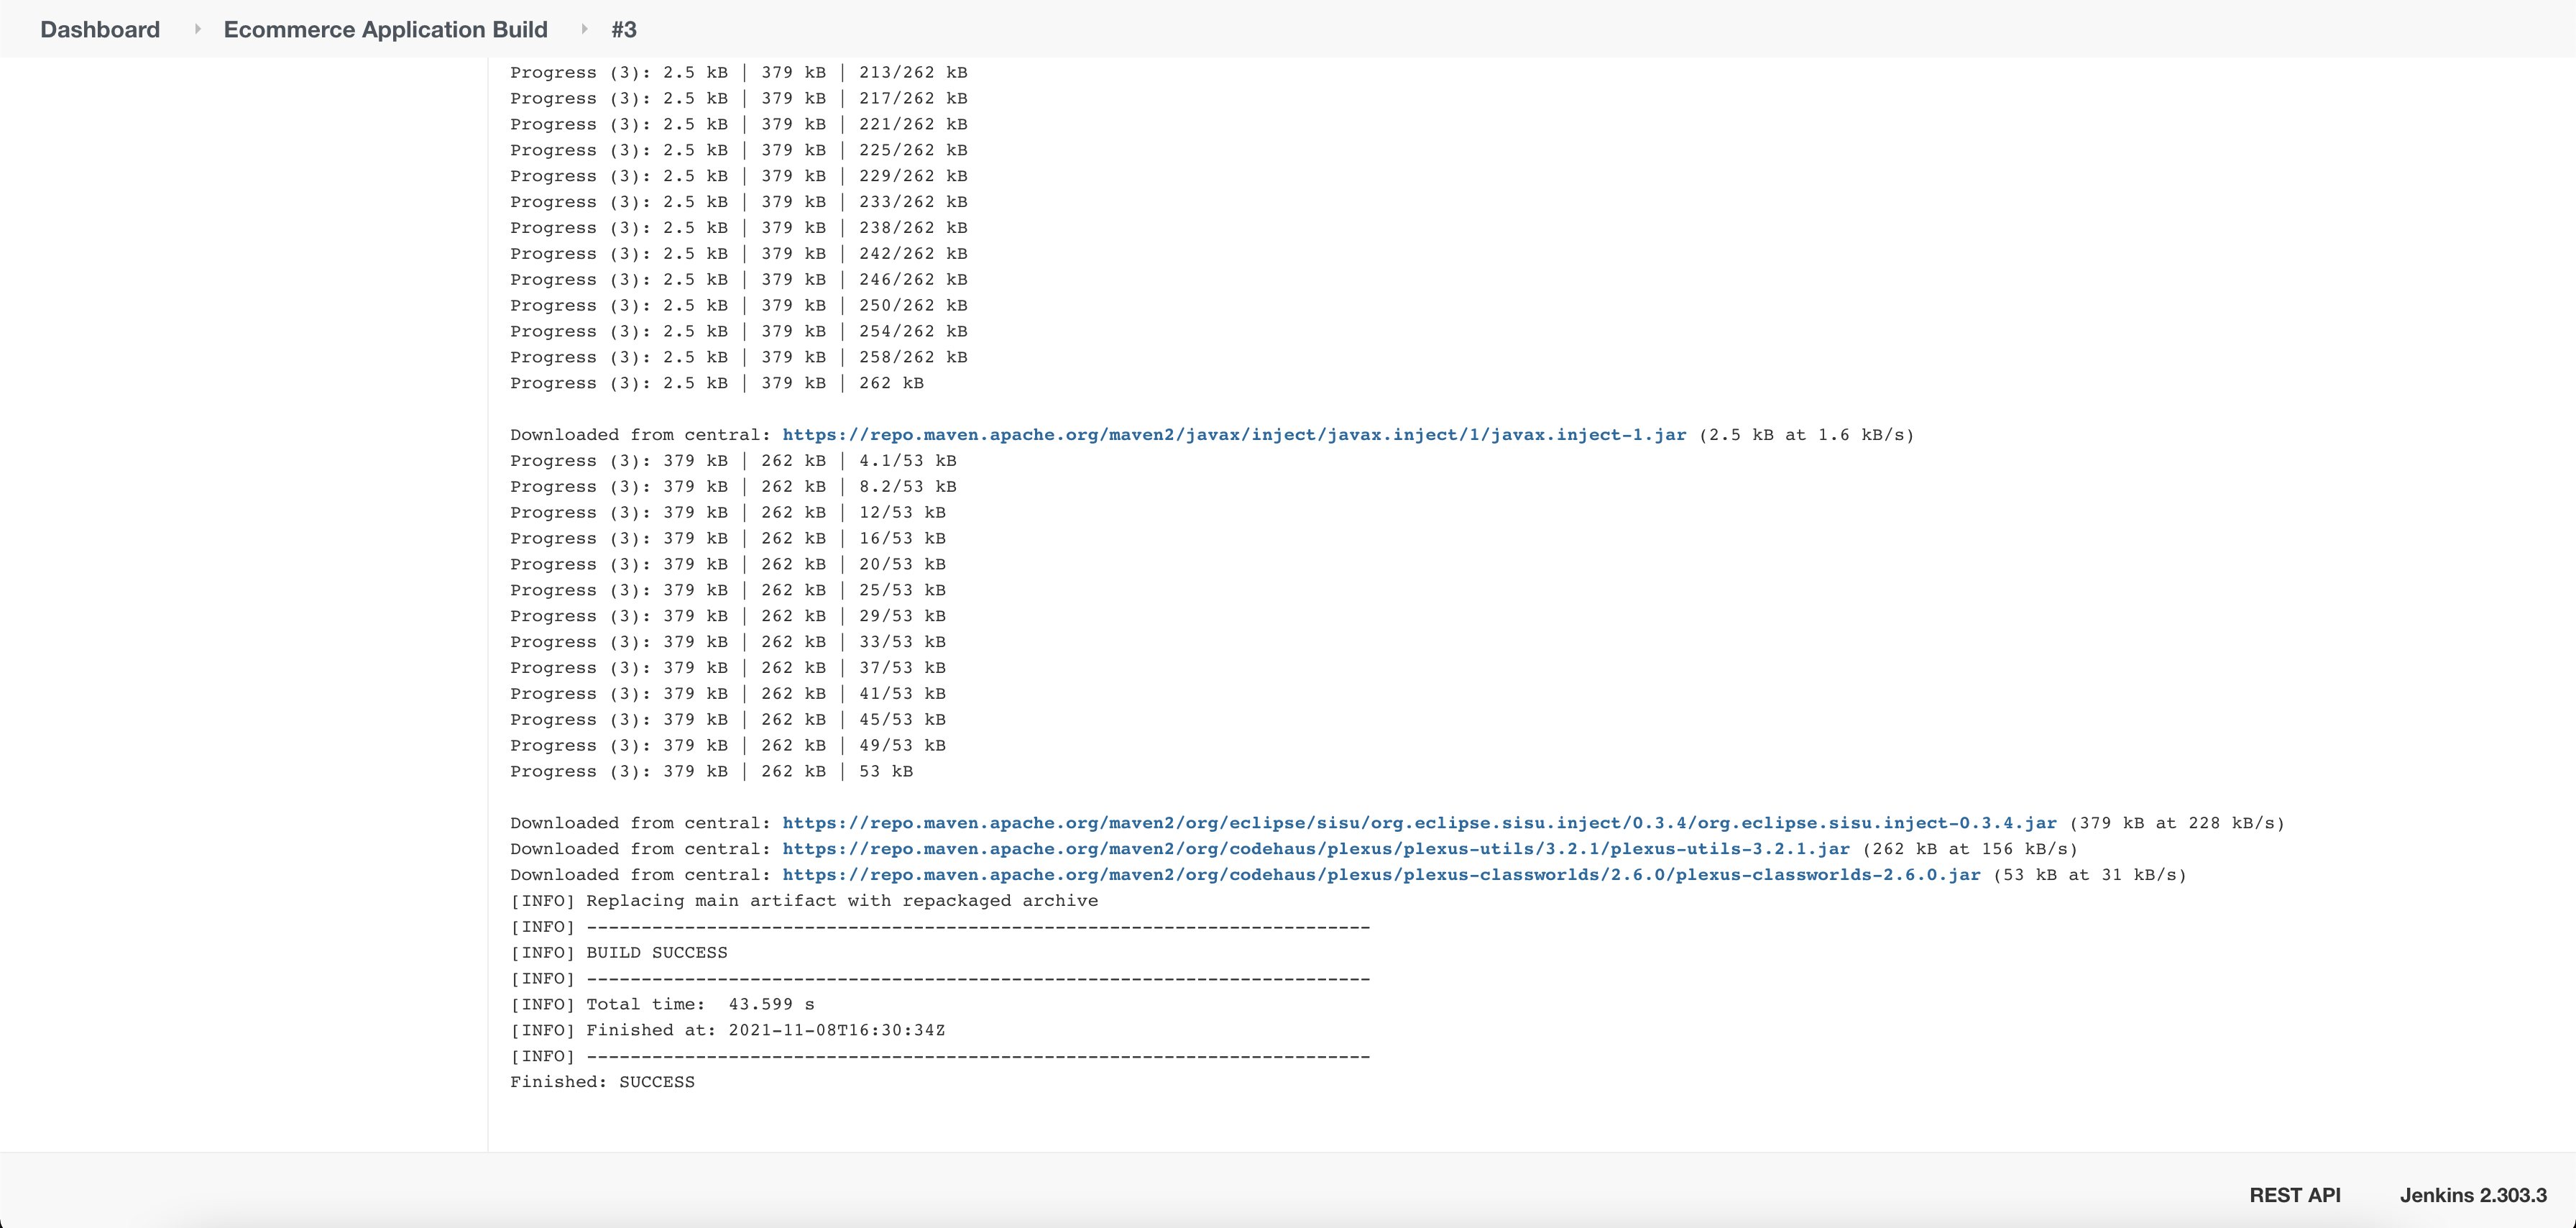 Dashboard Ecommerce Application Build #3
Progress (3): 2.5 kB | 379 kB | 213/262 kB
Progress (3): 2.5 kB | 379 kB | 217/262 kB
Progress (3): 2.5 kB | 379 kB | 221/262 kB
Progress (3): 2.5 kB | 379 kB | 225/262 kB
Progress (3): 2.5 kB | 379 kB | 229/262 kB
Progress (3): 2.5 kB | 379 kB | 233/262 kB
Progress (3): 2.5 kB | 379 kB | 238/262 kB
Progress (3): 2.5 kB | 379 kB | 242/262 kB
Progress (3): 2.5 kB | 379 kB | 246/262 kB
Progress (3): 2.5 kB | 379 kB | 250/262 kB
Progress (3): 2.5 kB | 379 kB | 254/262 kB
Progress (3): 2.5 kB | 379 kB | 258/262 kB
Progress (3): 2.5 kB | 379 kB | 262 kB
Downloaded from central: https://repo.maven.apache.org/maven2/javax/inject/javax.inject/1/javax.inject-1.jar (2.5 kB at 1.6 kB/s)
Progress (3): 379 kB | 262 kB | 4.1/53 kB
Progress (3): 379 kB | 262 kB | 8.2/53 kB
Progress (3): 379 kB | 262 kB | 12/53 kB
Progress (3): 379 kB | 262 kB | 16/53 kB
Progress (3): 379 kB | 262 kB | 20/53 kB
Progress (3): 379 kB | 262 kB | 25/53 kB
Progress (3): 379 kB | 262 kB | 29/53 kB
Progress (3): 379 kB | 262 kB | 33/53 kB
Progress (3): 379 kB | 262 kB | 37/53 kB
Progress (3): 379 kB | 262 kB | 41/53 kB
Progress (3): 379 kB | 262 kB | 45/53 kB
Progress (3): 379 kB | 262 kB | 49/53 kB
Progress (3): 379 kB | 262 kB | 53 kB
Downloaded from central: https://repo.maven.apache.org/maven2/org/eclipse/sisu/org.eclipse.sisu.inject/0.3.4/org.eclipse.sisu.inject-0.3.4.jar (379 kB at 228 kB/s)
Downloaded from central: https://repo.maven.apache.org/maven2/org/codehaus/plexus/plexus-utils/3.2.1/plexus-utils-3.2.1.jar (262 kB at 156 kB/s)
Downloaded from central: https://repo.maven.apache.org/maven2/org/codehaus/plexus/plexus-classworlds/2.6.0/plexus-classworlds-2.6.0.jar (53 kB at 31 kB/s)
[INFO] Replacing main artifact with repackaged archive
[INFO] ------------------------------------------------------------------------
[INFO] BUILD SUCCESS
[INFO] ------------------------------------------------------------------------
[INFO] Total time:  43.599 s
[INFO] Finished at: 2021-11-08T16:30:34Z
[INFO] ------------------------------------------------------------------------
Finished: SUCCESS
REST API Jenkins 2.303.3